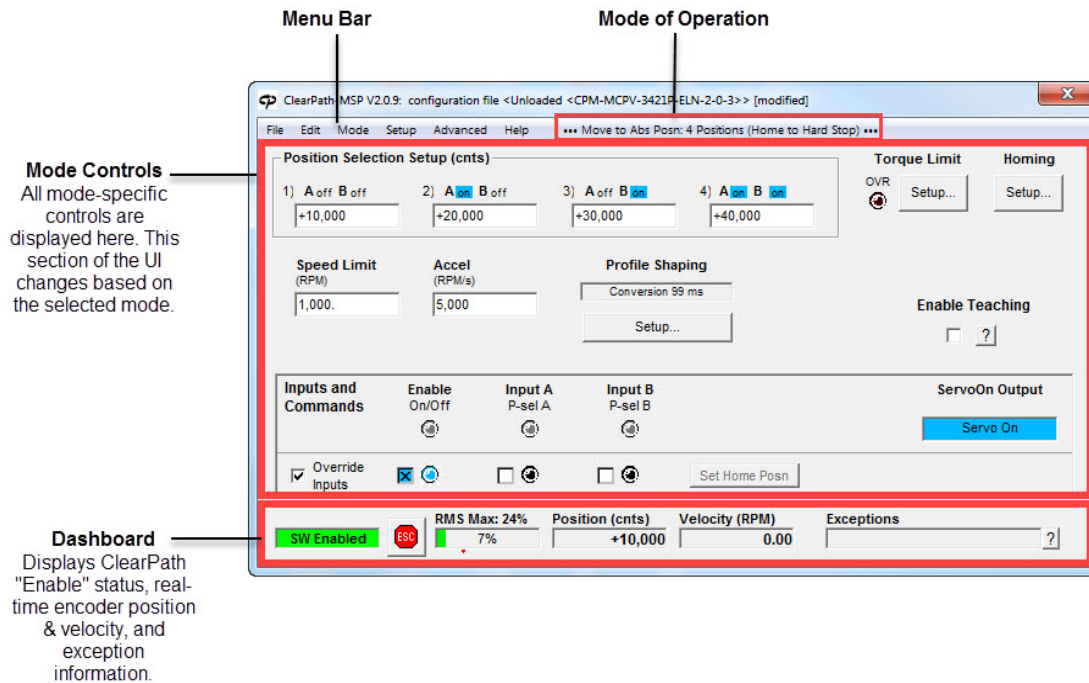 Menu Bar
Mode of Operation
ClearPath-MSP V2.0.9: configuration file <Unloaded <CPM-MCPV-3421P-ELN-2-0-3>> [modified]
File Edit Mode Setup Advanced Help ••• Move to Abs Posn: 4 Positions (Home to Hard Stop) •••
Mode Controls
All mode-specific
controls are
displayed here. This
section of the UI
changes based on
the selected mode.
Position Selection Setup (cnts)
1) A off B off 2) A on B off 3) A off B on 4) A on B on
+10,000 +20,000 +30,000 +40,000
Torque Limit Homing
OVR Setup... Setup...
Speed Limit Accel Profile Shaping
(RPM) (RPM/s)
1,000. 5,000 Conversion 99 ms
Setup...
Enable Teaching
?
Inputs and Enable Input A Input B ServoOn Output
Commands On/Off P-sel A P-sel B
Servo On
Override
Inputs
Set Home Posn
Dashboard
Displays ClearPath
"Enable" status, real-
time encoder position
& velocity, and
exception
information.
RMS Max: 24% Position (cnts) Velocity (RPM) Exceptions
SW Enabled ESC 7% +10,000 0.00 ?